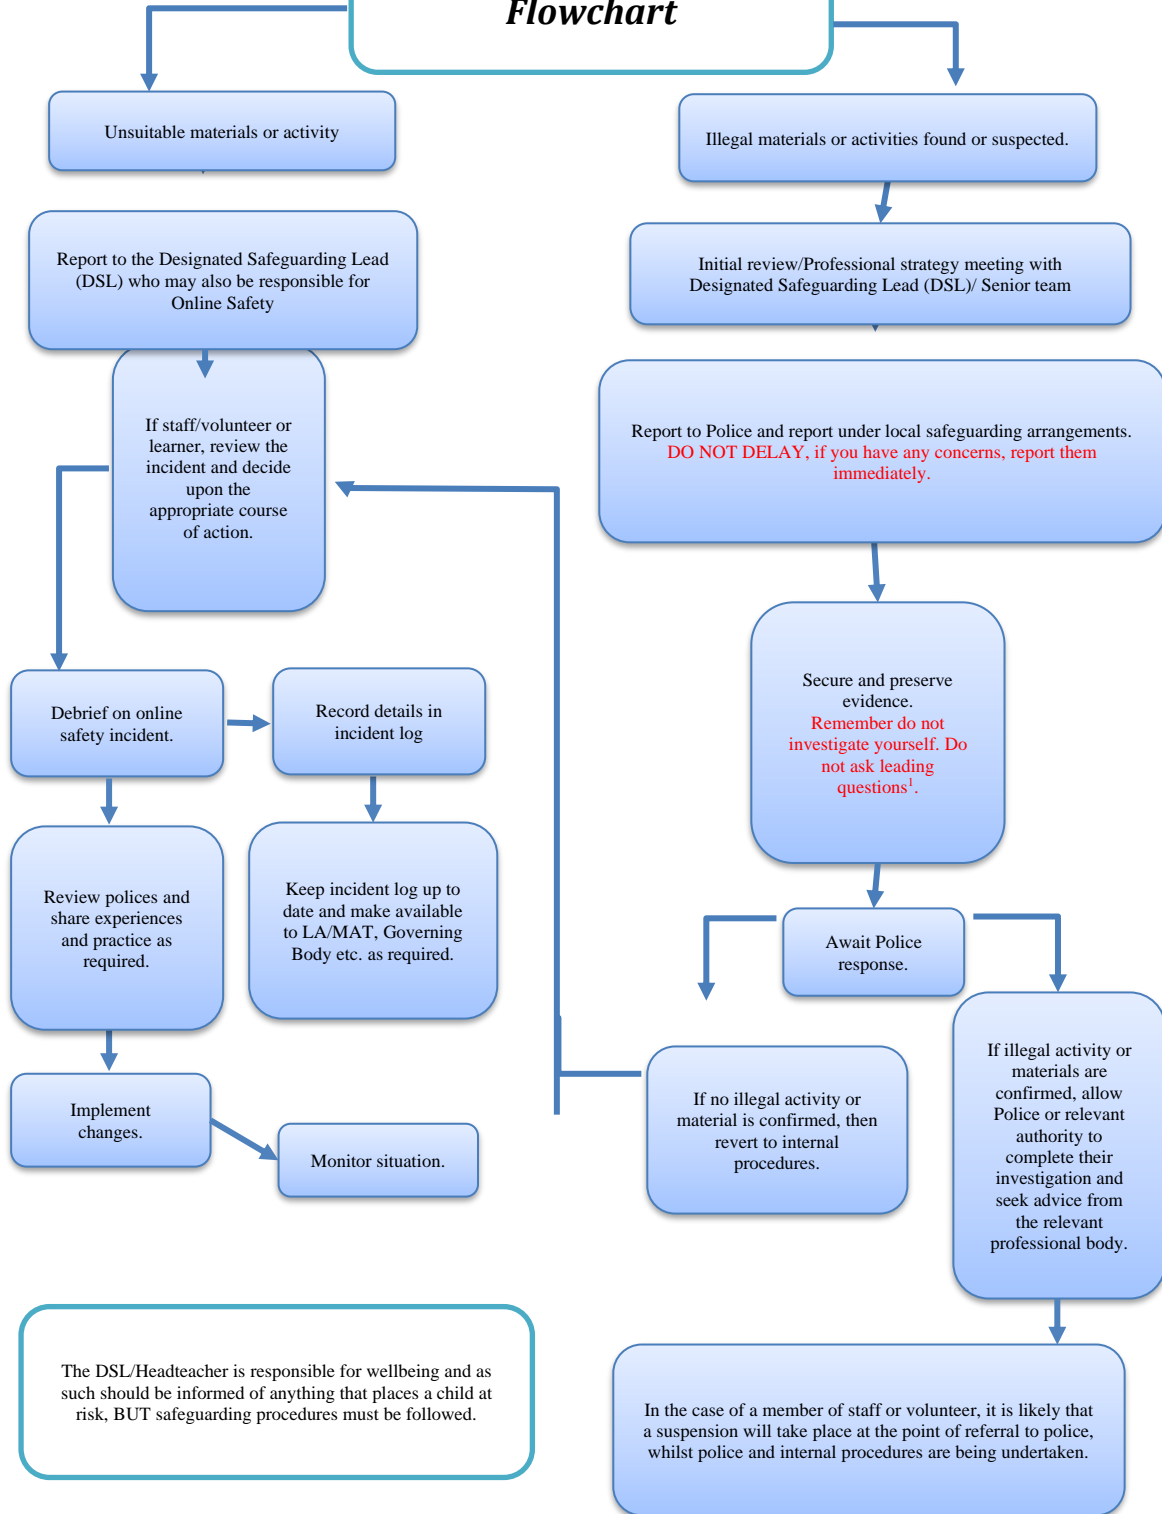 Flowchart
Unsuitable materials or activity
Illegal materials or activities found or suspected.
Report to the Designated Safeguarding Lead
(DSL) who may also be responsible for
Online Safety
Initial review/Professional strategy meeting with
Designated Safeguarding Lead (DSL)/ Senior team
If staff/volunteer or
learner, review the
incident and decide
upon the
appropriate course
of action.
Report to Police and report under local safeguarding arrangements.
DO NOT DELAY, if you have any concerns, report them
immediately.
Secure and preserve
evidence.
Remember do not
investigate yourself. Do
not ask leading
questions¹.
Debrief on online
safety incident.
Record details in
incident log
Review polices and
share experiences
and practice as
required.
Keep incident log up to
date and make available
to LA/MAT, Governing
Body etc. as required.
Await Police
response.
Implement
changes.
Monitor situation.
If no illegal activity or
material is confirmed, then
revert to internal
procedures.
If illegal activity or
materials are
confirmed, allow
Police or relevant
authority to
complete their
investigation and
seek advice from
the relevant
professional body.
The DSL/Headteacher is responsible for wellbeing and as
such should be informed of anything that places a child at
risk, BUT safeguarding procedures must be followed.
In the case of a member of staff or volunteer, it is likely that
a suspension will take place at the point of referral to police,
whilst police and internal procedures are being undertaken.